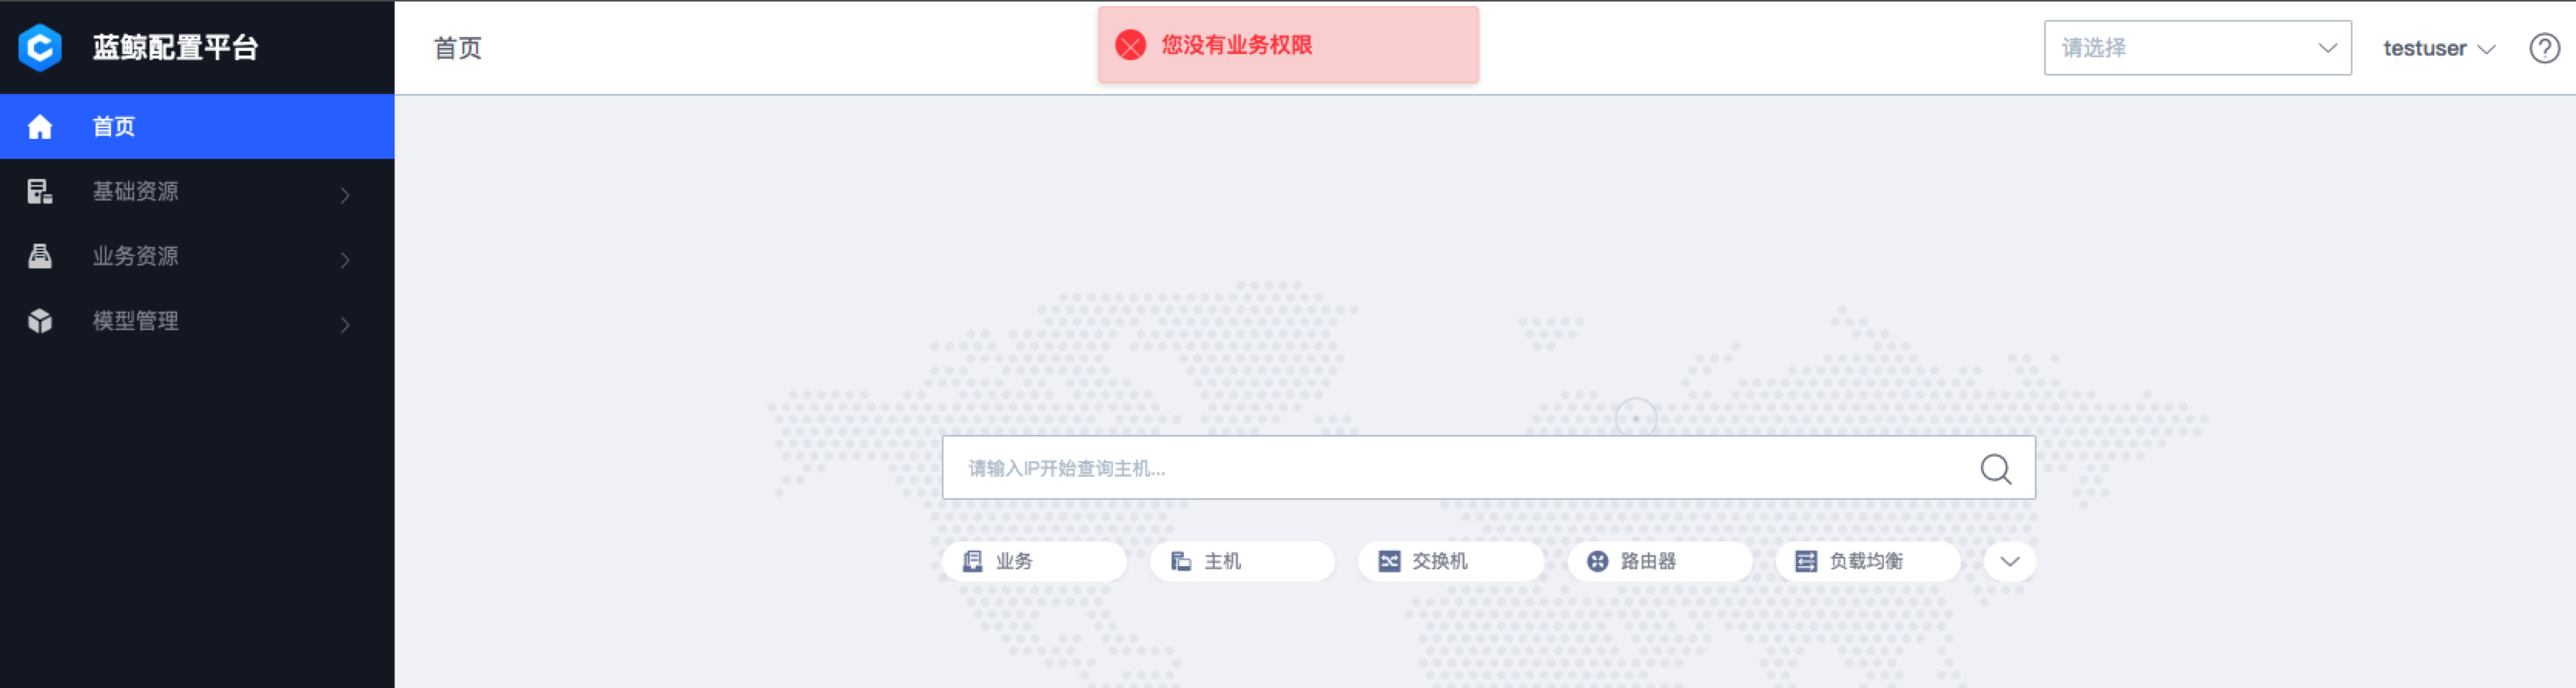 蓝鲸配置平台
首页
您没有业务权限
请选择
testuser
首页
基础资源
业务资源
模型管理
请输入IP开始查询主机...
业务
主机
交换机
路由器
负载均衡